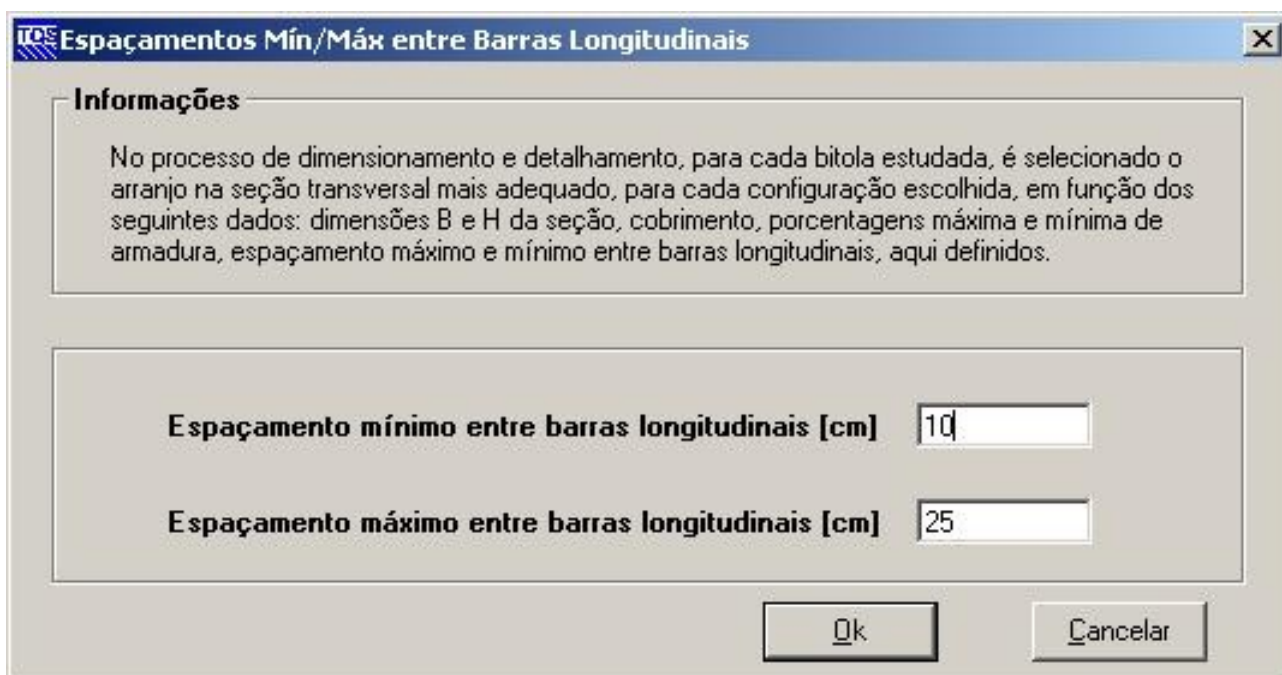 TQS Espaçamentos Mín/Máx entre Barras Longitudinais
Informações
No processo de dimensionamento e detalhamento, para cada bitola estudada, é selecionado o
arranjo na seção transversal mais adequado, para cada configuração escolhida, em função dos
seguintes dados: dimensões B e H da seção, cobrimento, porcentagens máxima e mínima de
armadura, espaçamento máximo e mínimo entre barras longitudinais, aqui definidos.
Espaçamento mínimo entre barras longitudinais [cm] 10
Espaçamento máximo entre barras longitudinais [cm] 25
Ok Cancelar